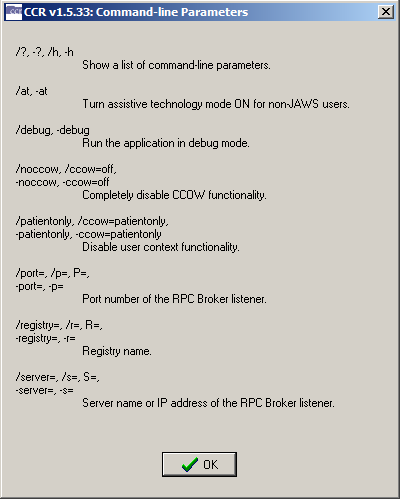 CCR CCR v1.5.33: Command-line Parameters
/?, -?, /h, -h
Show a list of command-line parameters.
/at, -at
Turn assistive technology mode ON for non-JAWS users.
/debug, -debug
Run the application in debug mode.
/noccow, /ccow=off,
-noccow, -ccow=off
Completely disable CCOW functionality.
/patientonly, /ccow=patientonly,
-patientonly, -ccow=patientonly
Disable user context functionality.
/port=, /p=, P=,
-port=, -p=
Port number of the RPC Broker listener.
/registry=, /r=, R=,
-registry=, -r=
Registry name.
/server=, /s=, S=,
-server=, -s=
Server name or IP address of the RPC Broker listener.
OK